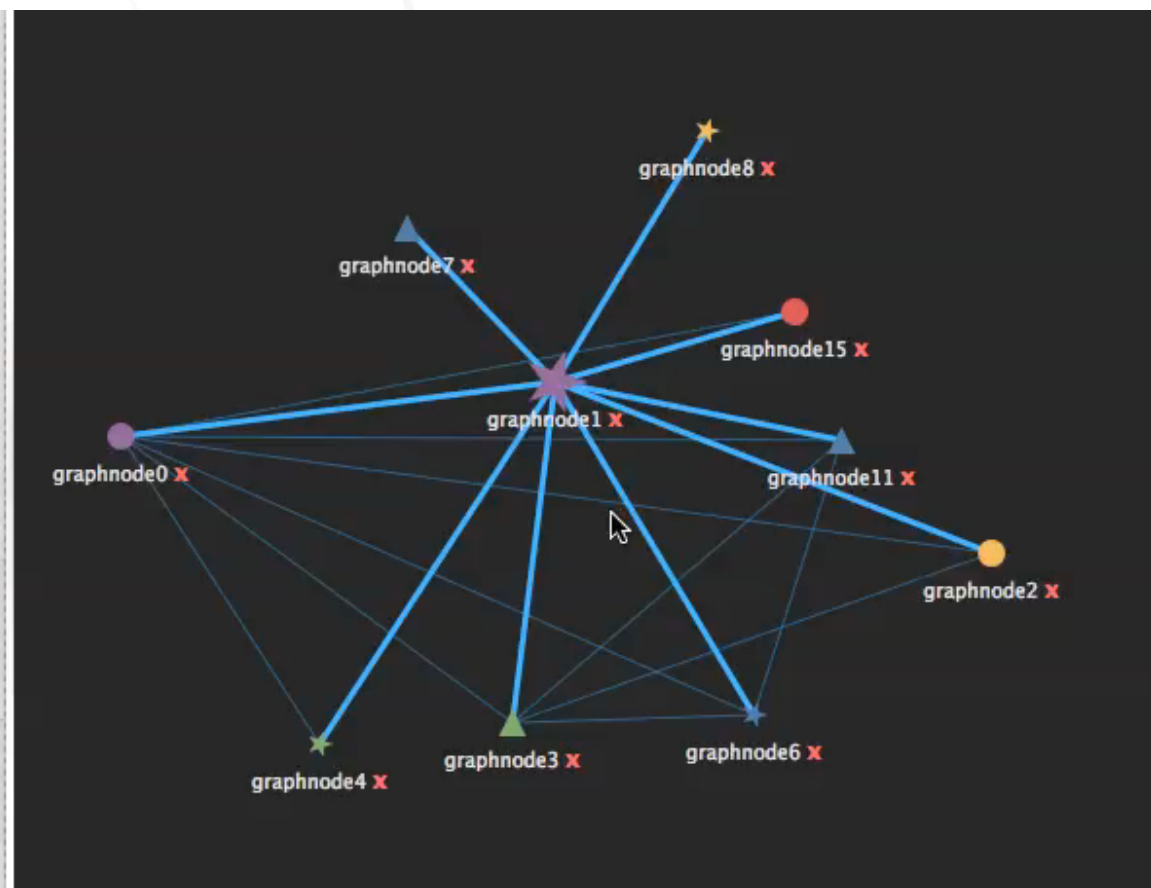 graphnode8 x
graphnode7 x
graphnode15 x
graphnode1 x
graphnode0 x
graphnode11 x
graphnode2 x
graphnode6 x
graphnode3 x
graphnode4 x